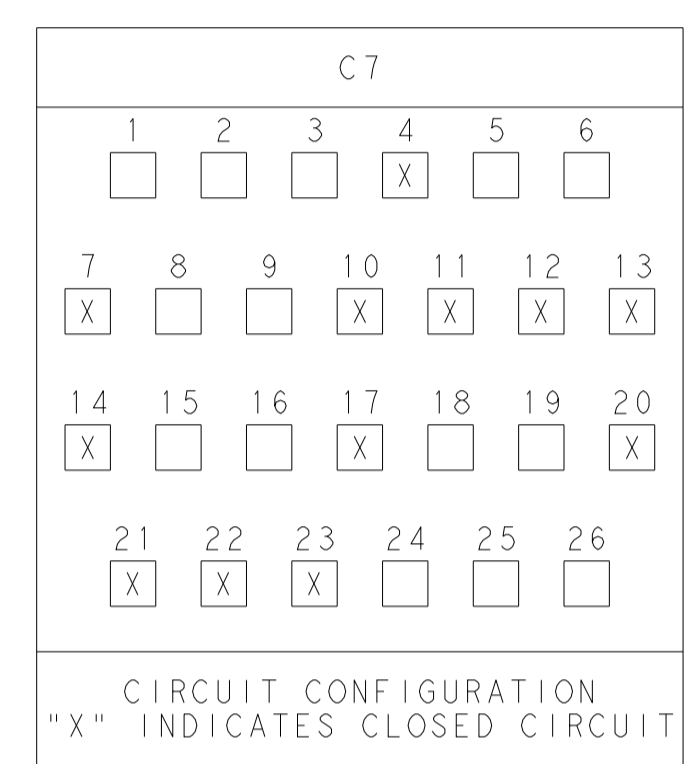 C7
1 2 3 4 5 6
X
7 8 9 10 11 12 13
X X X X X
14 15 16 17 18 19 20
X X X
21 22 23 24 25 26
X X X
CIRCUIT CONFIGURATION
"X" INDICATES CLOSED CIRCUIT